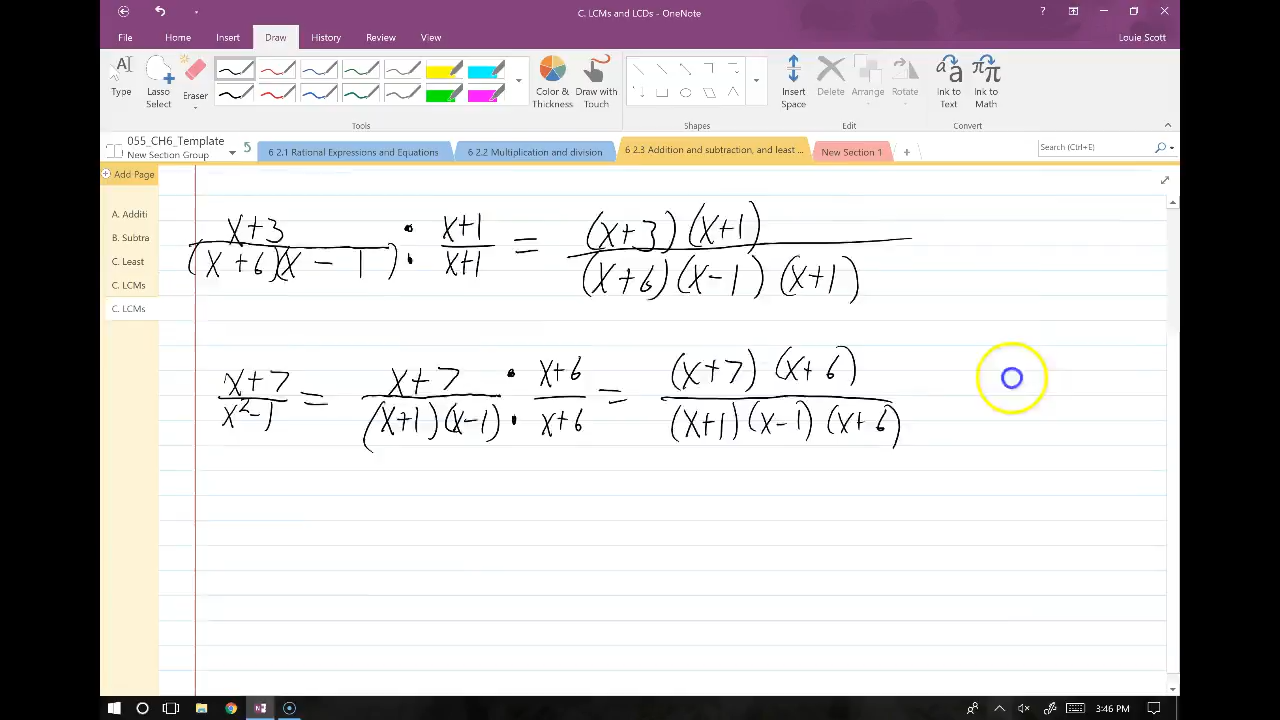 C. LCMs and LCDs - OneNote
?
File Home Insert Draw History Review View
Louie Scott
Type
Lasso Select
Eraser
Color & Thickness
Draw with Touch
Insert Space
Delete
Arrange
Rotate
Ink to Text
Ink to Math
Tools
Shapes
Edit
Convert
055_CH6_Template
New Section Group
6 2.1 Rational Expressions and Equations
6 2.2 Multiplication and division
6 2.3 Addition and subtraction, and least ...
New Section 1
+
Search (Ctrl+E)
Add Page
A. Additi
B. Subtra
C. Least
C. LCMs
C. LCMs
x+3 · x+1 = (x+3)(x+1)
(x+6)(x-1) · x+1 (x+6)(x-1)(x+1)
x+7 = x+7 · x+6 = (x+7)(x+6)
x²-1 (x+1)(x-1) · x+6 (x+1)(x-1)(x+6)
3:46 PM